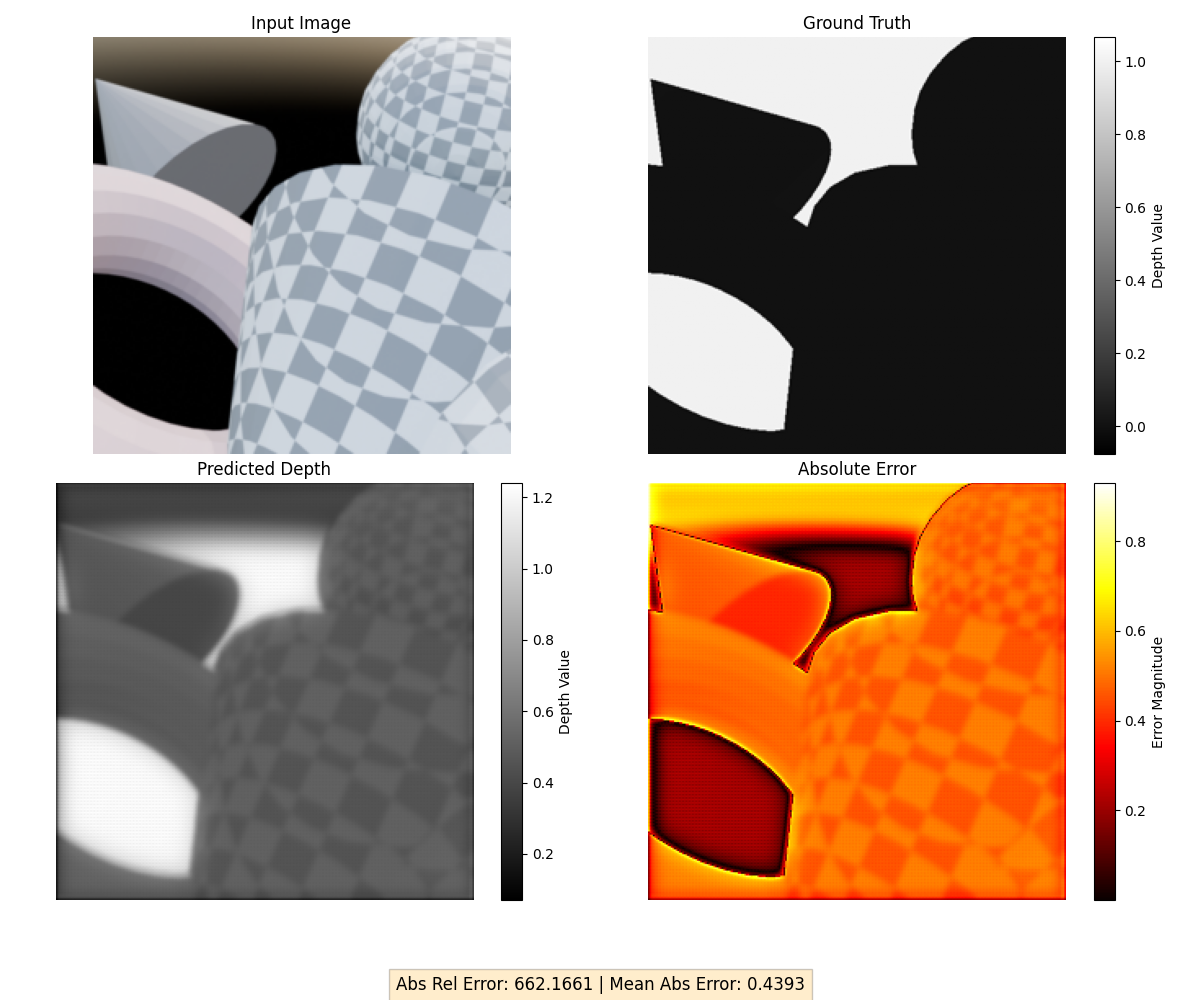 Input Image
Ground Truth
1.0
0.8
0.6
0.4
0.2
0.0
Depth Value
Predicted Depth
1.2
1.0
0.8
0.6
0.4
0.2
Depth Value
Absolute Error
0.8
0.6
0.4
0.2
Error Magnitude
Abs Rel Error: 662.1661 | Mean Abs Error: 0.4393